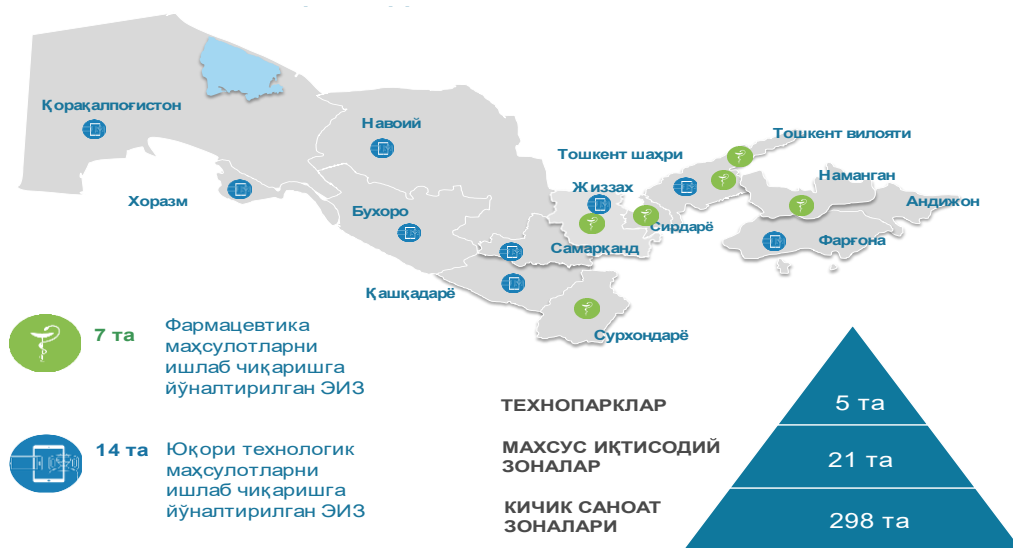 Қорақалпоғистон
Навоий
Тошкент вилояти
Тошкент шаҳри
Наманган
Жиззах
Хоразм
Бухоро
Андижон
Сирдарё
Самарқанд
Фарғона
Қашқадарё
Сурхондарё
7 та
Фармацевтика
маҳсулотларни
ишлаб чиқаришга
йўналтирилган ЭИЗ
14 та
Юқори технологик
маҳсулотларни
ишлаб чиқаришга
йўналтирилган ЭИЗ
ТЕХНОПАРКЛАР
5 та
МАХСУС ИҚТИСОДИЙ
ЗОНАЛАР
21 та
КИЧИК САНОАТ
ЗОНАЛАРИ
298 та